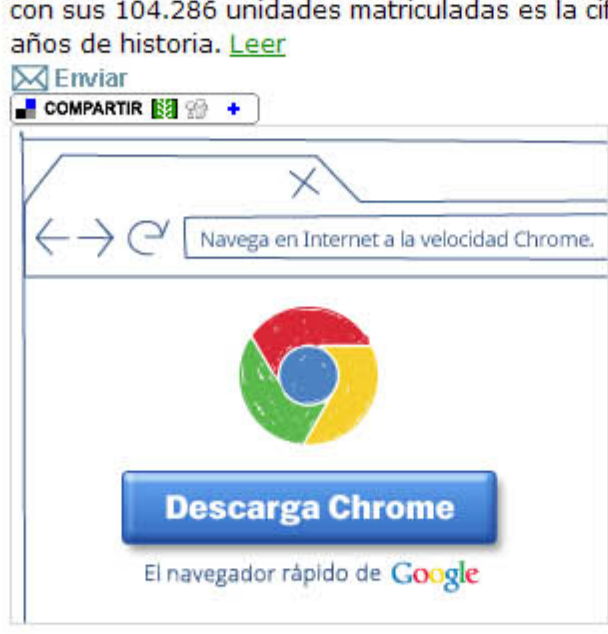 con sus 104.286 unidades matriculadas es la cif
años de historia. Leer
Enviar
COMPARTIR
Navega en Internet a la velocidad Chrome.
Descarga Chrome
El navegador rápido de Google